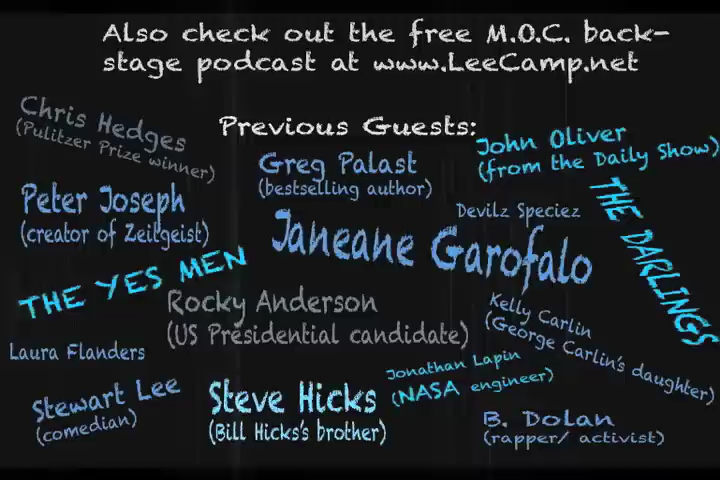 Also check out the free M.O.C. back-
stage podcast at www.LeeCamp.net
Chris Hedges
(Pulitzer Prize winner)
Previous Guests:
John Oliver
(from the Daily Show)
Greg Palast
(bestselling author)
Peter Joseph
(creator of Zeitgeist)
Devilz Speciez
THE DARLINGS
Janeane Garofalo
THE YES MEN
Rocky Anderson
(US Presidential candidate)
Kelly Carlin
(George Carlin's daughter)
Laura Flanders
Jonathan Lapin
(NASA engineer)
Stewart Lee
(comedian)
Steve Hicks
(Bill Hicks's brother)
B. Dolan
(rapper/ activist)